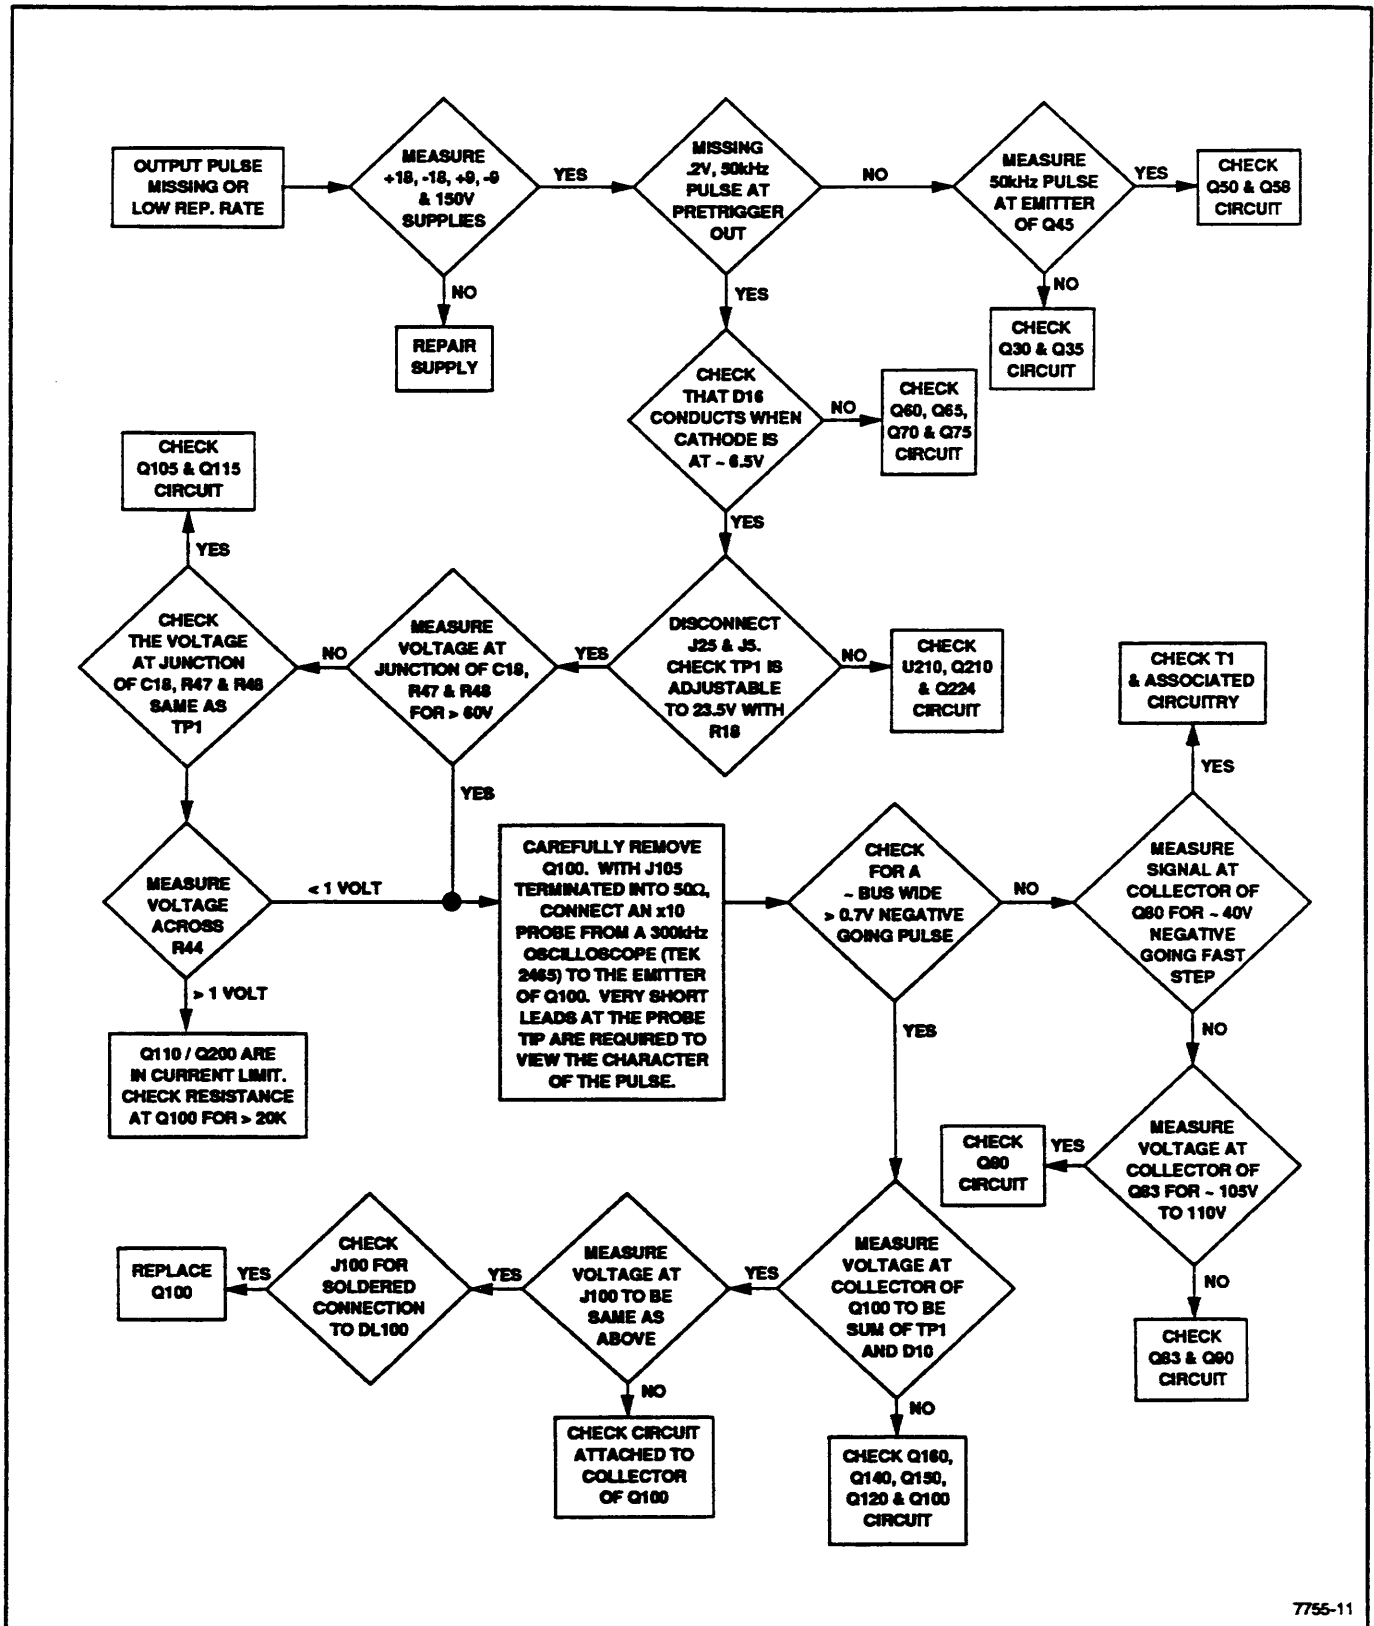 OUTPUT PULSE
MISSING OR
LOW REP. RATE
MEASURE
+18, -18, +9, -9
& 150V
SUPPLIES
YES
NO
REPAIR
SUPPLY
MISSING
.2V, 50kHz
PULSE AT
PRETRIGGER
OUT
NO
YES
MEASURE
50kHz PULSE
AT EMITTER
OF Q45
YES
CHECK
Q50 & Q58
CIRCUIT
NO
CHECK
Q30 & Q35
CIRCUIT
CHECK
THAT D16
CONDUCTS WHEN
CATHODE IS
AT ~ 6.5V
NO
CHECK
Q60, Q65,
Q70 & Q75
CIRCUIT
YES
DISCONNECT
J25 & J5.
CHECK TP1 IS
ADJUSTABLE
TO 23.5V WITH
R18
NO
CHECK
U210, Q210
& Q224
CIRCUIT
YES
MEASURE
VOLTAGE AT
JUNCTION OF C18,
R47 & R48
FOR > 60V
NO
YES
CHECK
THE VOLTAGE
AT JUNCTION
OF C18, R47 & R48
SAME AS
TP1
YES
CHECK
Q105 & Q115
CIRCUIT
MEASURE
VOLTAGE
ACROSS
R44
< 1 VOLT
> 1 VOLT
Q110 / Q200 ARE
IN CURRENT LIMIT.
CHECK RESISTANCE
AT Q100 FOR > 20K
CAREFULLY REMOVE
Q100. WITH J105
TERMINATED INTO 50Ω,
CONNECT AN x10
PROBE FROM A 300kHz
OSCILLOSCOPE (TEK
2465) TO THE EMITTER
OF Q100. VERY SHORT
LEADS AT THE PROBE
TIP ARE REQUIRED TO
VIEW THE CHARACTER
OF THE PULSE.
CHECK
FOR A
~ BUS WIDE
> 0.7V NEGATIVE
GOING PULSE
NO
YES
MEASURE
SIGNAL AT
COLLECTOR OF
Q80 FOR ~ 40V
NEGATIVE
GOING FAST
STEP
YES
CHECK T1
& ASSOCIATED
CIRCUITRY
NO
MEASURE
VOLTAGE AT
COLLECTOR OF
Q83 FOR ~ 105V
TO 110V
YES
CHECK
Q90
CIRCUIT
NO
CHECK
Q83 & Q90
CIRCUIT
MEASURE
VOLTAGE AT
COLLECTOR OF
Q100 TO BE
SUM OF TP1
AND D10
YES
NO
CHECK Q160,
Q140, Q150,
Q120 & Q100
CIRCUIT
MEASURE
VOLTAGE AT
J100 TO BE
SAME AS
ABOVE
YES
NO
CHECK CIRCUIT
ATTACHED TO
COLLECTOR
OF Q100
CHECK
J100 FOR
SOLDERED
CONNECTION
TO DL100
YES
REPLACE
Q100
7755-11